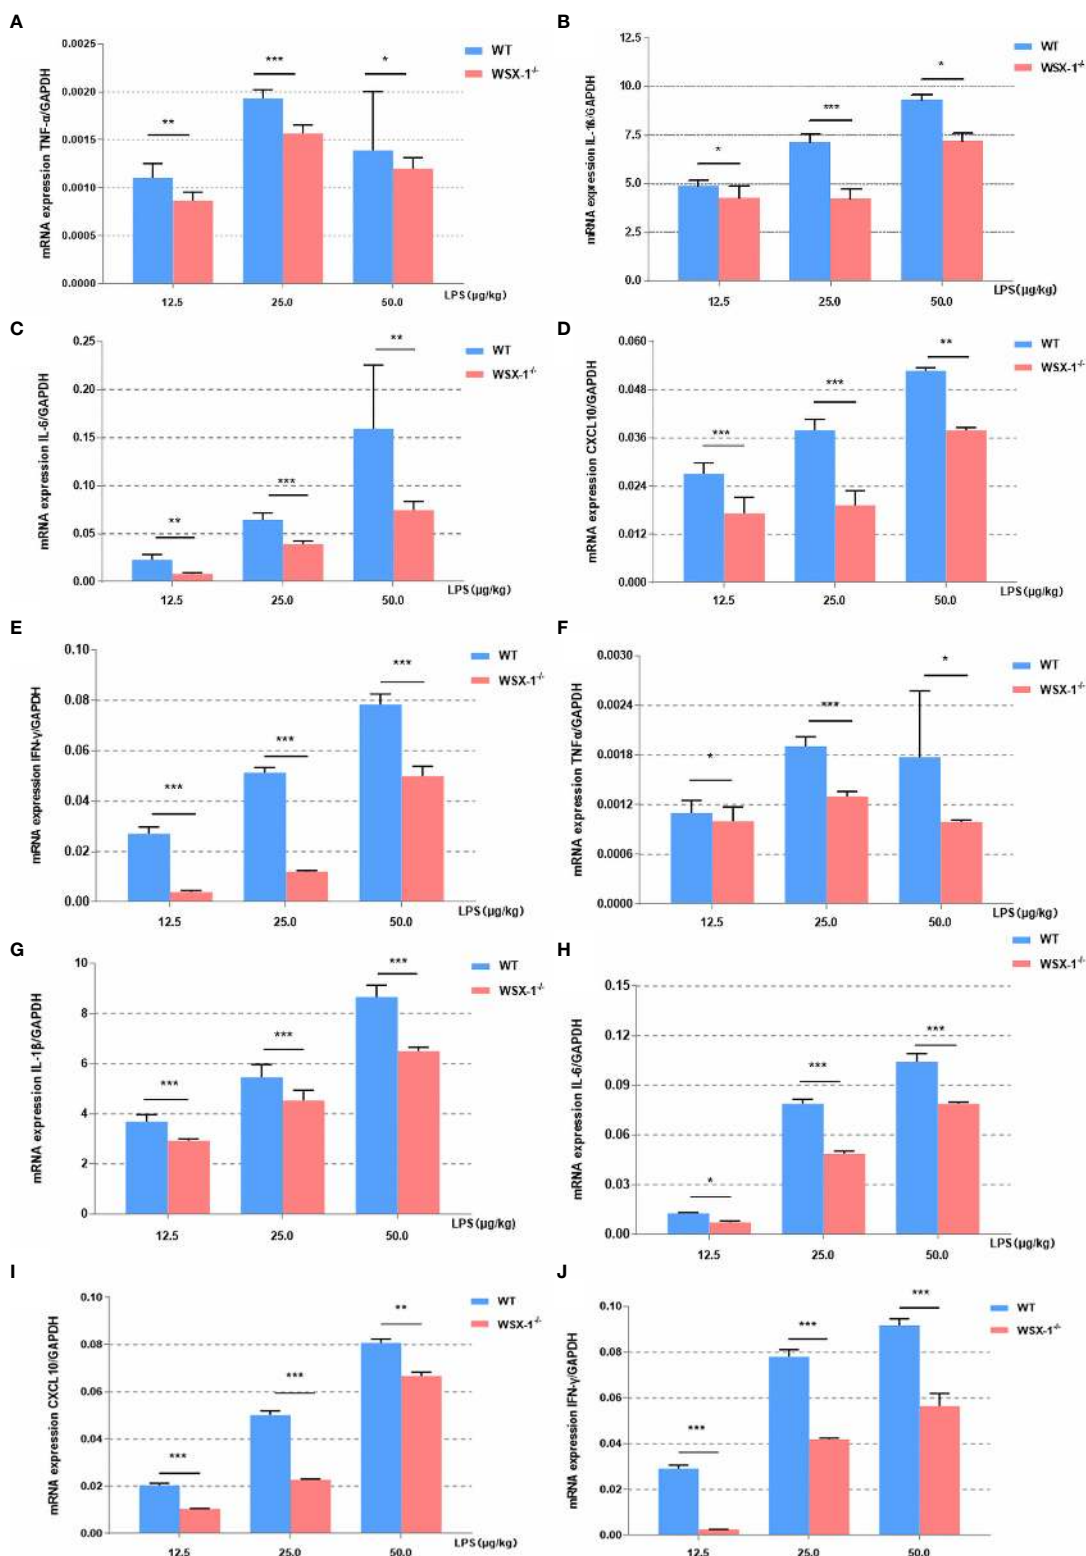 A
mRNA expression TNF-α/GAPDH
0.0025
0.0020
0.0015
0.0010
0.0005
0.0000
**
***
*
WT
WSX-1-/-
12.5 25.0 50.0
LPS(μg/kg)
B
mRNA expression IL-1ß/GAPDH
12.5
10.0
7.5
5.0
2.5
0.0
*
***
*
WT
WSX-1-/-
12.5 25.0 50.0
LPS(μg/kg)
C
mRNA expression IL-6/GAPDH
0.25
0.20
0.15
0.10
0.05
0.00
**
***
**
WT
WSX-1-/-
12.5 25.0 50.0
LPS(μg/kg)
D
mRNA expression CXCL10/GAPDH
0.060
0.048
0.036
0.024
0.012
0.000
***
***
**
WT
WSX-1-/-
12.5 25.0 50.0
LPS(μg/kg)
E
mRNA expression IFN-γ/GAPDH
0.10
0.08
0.06
0.04
0.02
0.00
***
***
***
WT
WSX-1-/-
12.5 25.0 50.0
LPS(μg/kg)
F
mRNA expression TNFα/GAPDH
0.0030
0.0024
0.0018
0.0012
0.0006
0.0000
*
***
*
WT
WSX-1-/-
12.5 25.0 50.0
LPS(μg/kg)
G
mRNA expression IL-1β/GAPDH
10
8
6
4
2
0
***
***
***
WT
WSX-1-/-
12.5 25.0 50.0
LPS(μg/kg)
H
mRNA expression IL-6/GAPDH
0.15
0.12
0.09
0.06
0.03
0.00
*
***
***
WT
WSX-1-/-
12.5 25.0 50.0
LPS(μg/kg)
I
mRNA expression CXCL10/GAPDH
0.10
0.08
0.06
0.04
0.02
0.00
***
***
**
WT
WSX-1-/-
12.5 25.0 50.0
LPS(μg/kg)
J
mRNA expression IFN-γ/GAPDH
0.10
0.08
0.06
0.04
0.02
0.00
***
***
***
WT
WSX-1-/-
12.5 25.0 50.0
LPS(μg/kg)